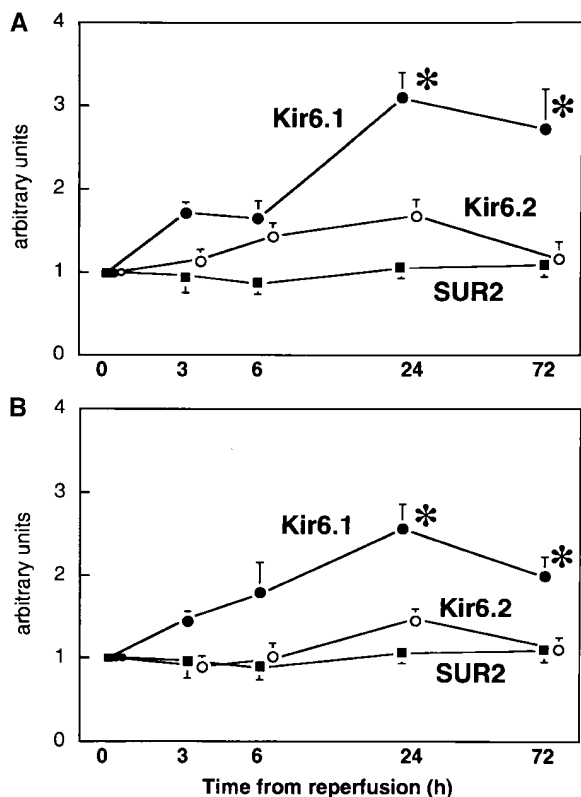 A
arbitrary units
4
3
2
1
0
Kir6.1
*
*
Kir6.2
SUR2
0 3 6 24 72
B
arbitrary units
4
3
2
1
0
Kir6.1
*
*
Kir6.2
SUR2
0 3 6 24 72
Time from reperfusion (h)